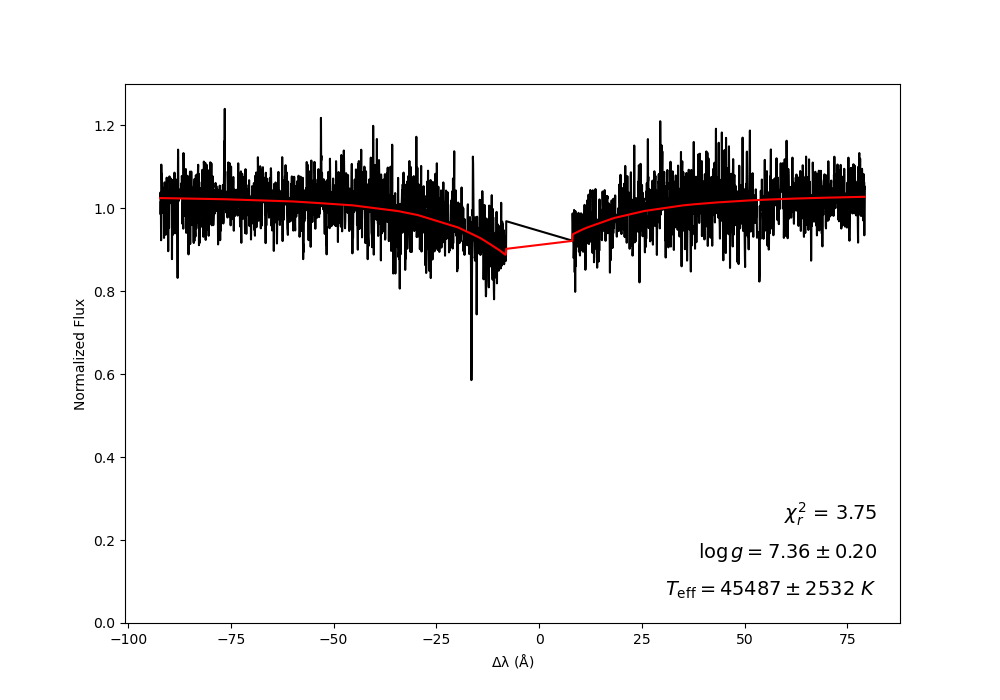 1.2
1.0
0.8
0.6
0.4
0.2
0.0
Normalized Flux
χ²ᵣ = 3.75
log g = 7.36 ± 0.20
T_eff = 45487 ± 2532 K
−100 −75 −50 −25 0 25 50 75
Δλ (Å)